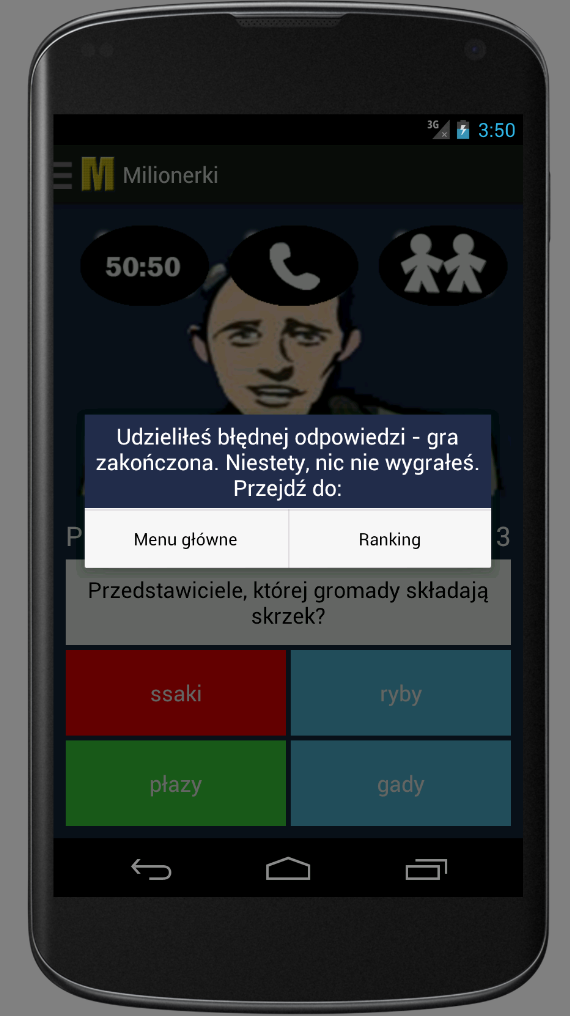 3G
3:50
M Milionerki
50:50
Udzieliłeś błędnej odpowiedzi - gra
zakończona. Niestety, nic nie wygrałeś.
Przejdź do:
Menu główne
Ranking
P
3
Przedstawiciele, której gromady składają
skrzek?
ssaki
ryby
płazy
gady